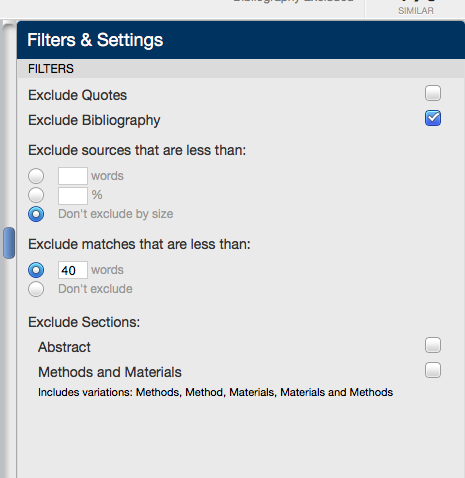 Bibliography Excluded
SIMILAR
Filters & Settings
FILTERS
Exclude Quotes
Exclude Bibliography
Exclude sources that are less than:
words
%
Don't exclude by size
Exclude matches that are less than:
40 words
Don't exclude
Exclude Sections:
Abstract
Methods and Materials
Includes variations: Methods, Method, Materials, Materials and Methods